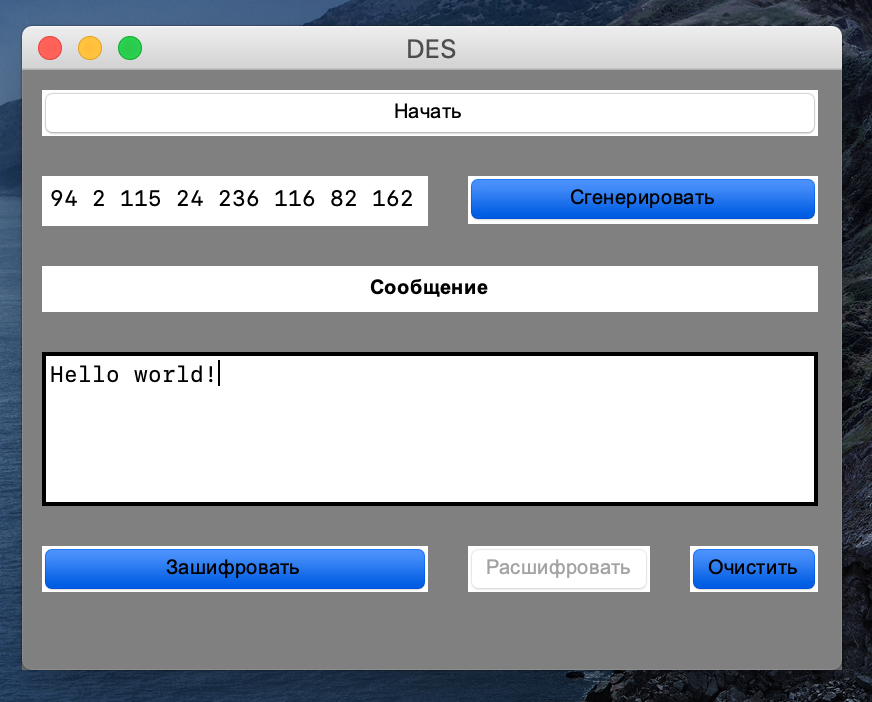 DES
Начать
94 2 115 24 236 116 82 162
Сгенерировать
Сообщение
Hello world!
Зашифровать
Расшифровать
Очистить